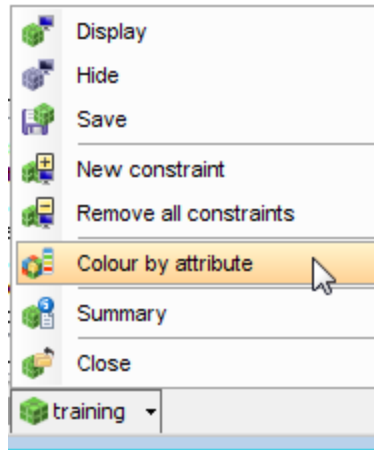 Display
Hide
Save
New constraint
Remove all constraints
Colour by attribute
Summary
Close
training